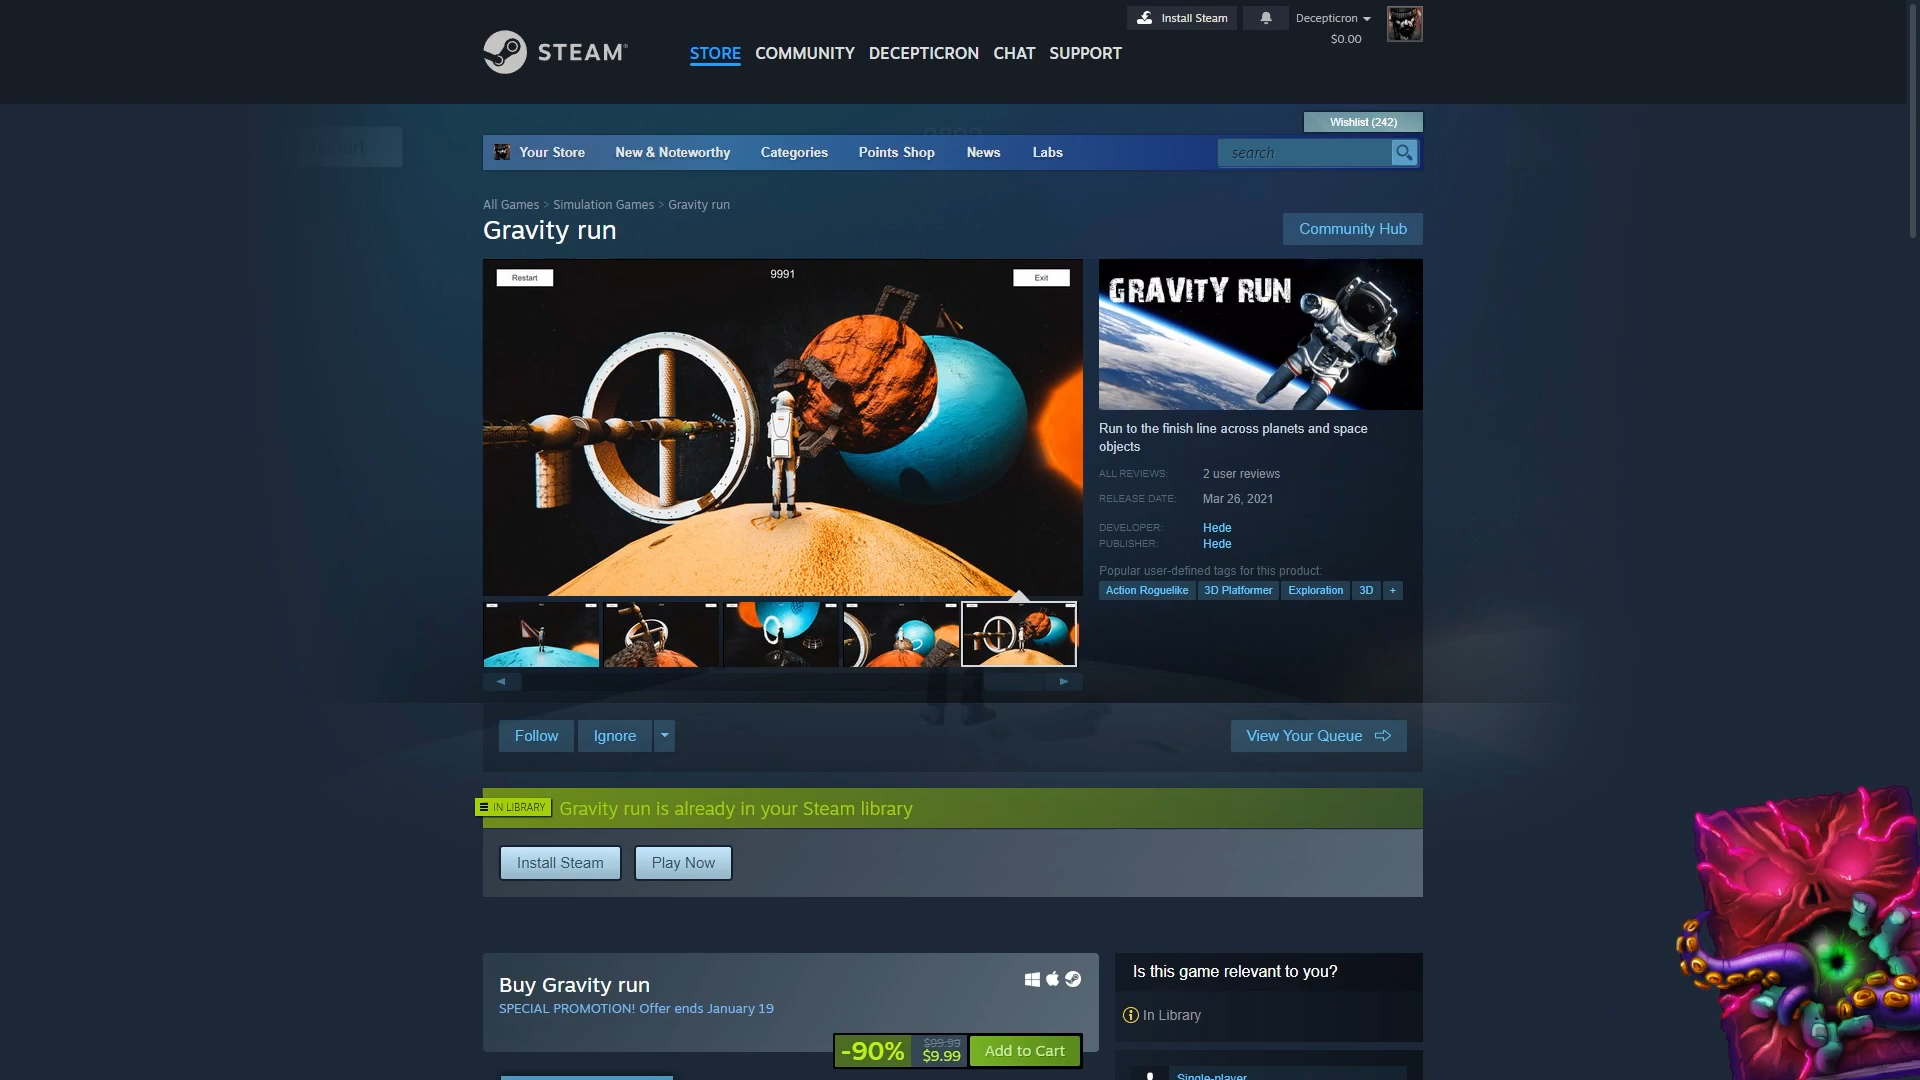 Install Steam
Decepticron
$0.00
STEAM
STORE COMMUNITY DECEPTICRON CHAT SUPPORT
Wishlist (242)
Your Store New & Noteworthy Categories Points Shop News Labs
search
All Games > Simulation Games > Gravity run
Gravity run
Community Hub
Restart
9991
Exit
GRAVITY RUN
Run to the finish line across planets and space
objects
ALL REVIEWS: 2 user reviews
RELEASE DATE: Mar 26, 2021
DEVELOPER: Hede
PUBLISHER: Hede
Popular user-defined tags for this product:
Action Roguelike 3D Platformer Exploration 3D +
Follow Ignore
View Your Queue
IN LIBRARY Gravity run is already in your Steam library
Install Steam Play Now
Buy Gravity run
SPECIAL PROMOTION! Offer ends January 19
-90% $99.99 $9.99 Add to Cart
Is this game relevant to you?
In Library
Single-player